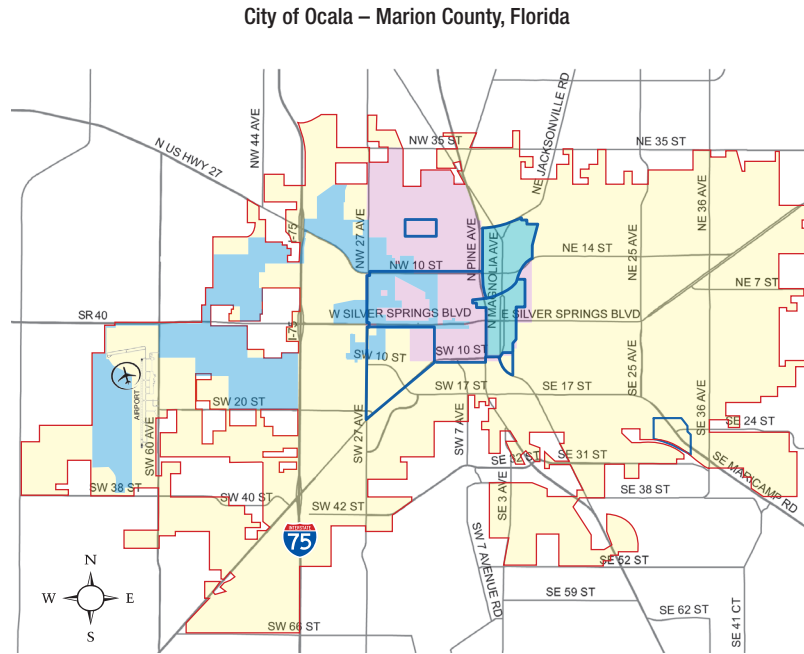 City of Ocala – Marion County, Florida
NW 44 AVE
N US HWY 27
NW 35 ST
NE JACKSONVILLE RD
NE 35 ST
I-75
NW 27 AVE
N PINE AVE
N MAGNOLIA AVE
NE 25 AVE
NE 36 AVE
NE 14 ST
NW 10 ST
NE 7 ST
SR 40
W SILVER SPRINGS BLVD
E SILVER SPRINGS BLVD
I-75
SW 10 ST
SW 10 ST
AIRPORT
SW 17 ST
SE 17 ST
SE 25 AVE
SE 36 AVE
SW 20 ST
SW 60 AVE
SW 27 AVE
SW 7 AVE
SE 24 ST
SE 32 ST
SE 31 ST
SE MARICAMP RD
SW 38 ST
SW 40 ST
SW 42 ST
SE 3 AVE
SE 38 ST
INTERSTATE
75
SW 7 AVENUE RD
SE 52 ST
N
W
E
S
SE 59 ST
SE 62 ST
SE 41 CT
SW 66 ST